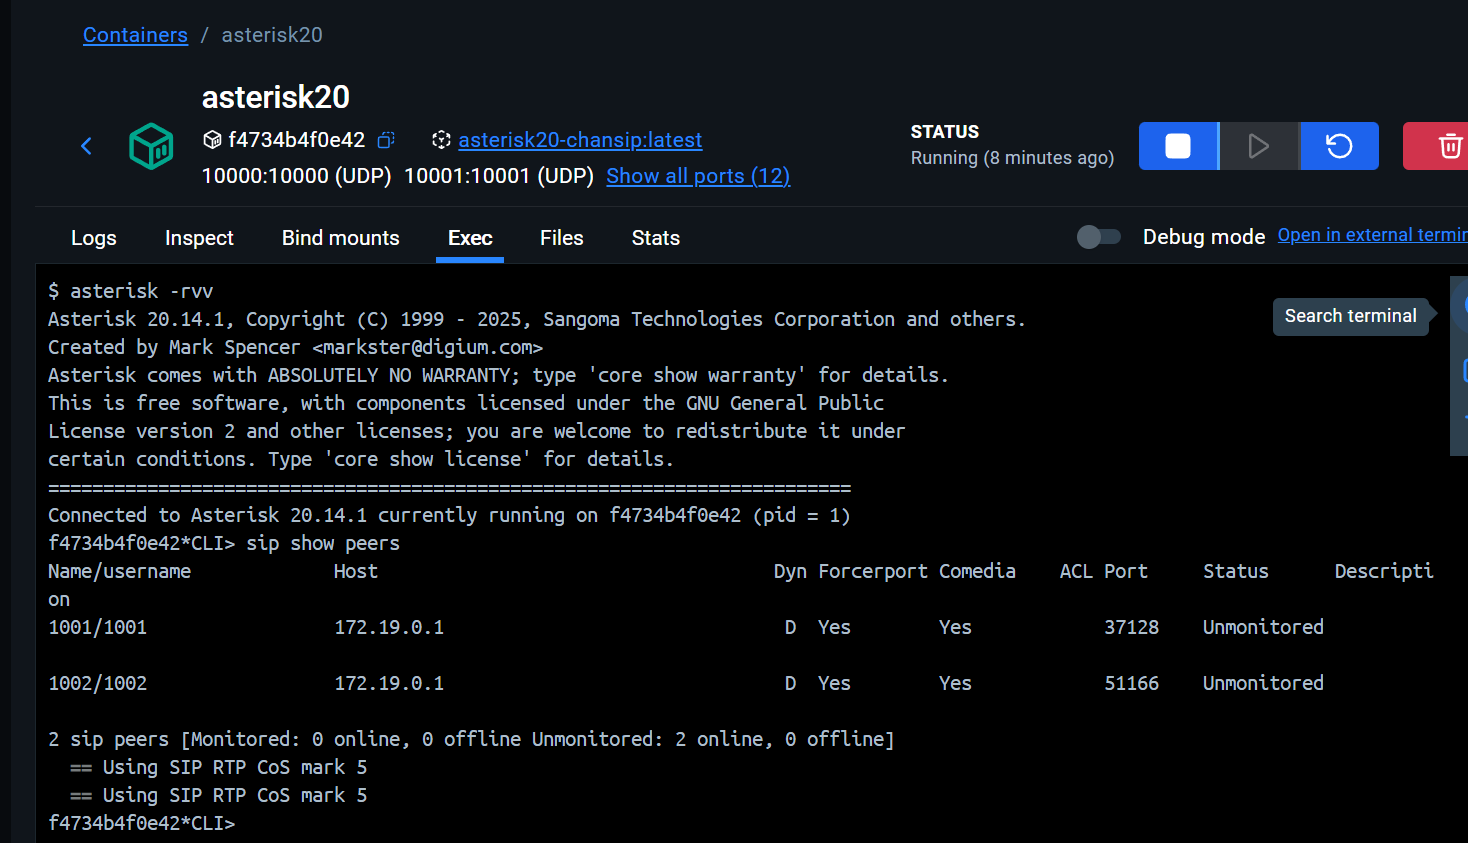 Containers / asterisk20
asterisk20
f4734b4f0e42 asterisk20-chansip:latest
10000:10000 (UDP) 10001:10001 (UDP) Show all ports (12)
STATUS
Running (8 minutes ago)
Logs Inspect Bind mounts Exec Files Stats Debug mode Open in external termin
Search terminal
$ asterisk -rvv
Asterisk 20.14.1, Copyright (C) 1999 - 2025, Sangoma Technologies Corporation and others.
Created by Mark Spencer <markster@digium.com>
Asterisk comes with ABSOLUTELY NO WARRANTY; type 'core show warranty' for details.
This is free software, with components licensed under the GNU General Public
License version 2 and other licenses; you are welcome to redistribute it under
certain conditions. Type 'core show license' for details.
=========================================================================
Connected to Asterisk 20.14.1 currently running on f4734b4f0e42 (pid = 1)
f4734b4f0e42*CLI> sip show peers
Name/username Host Dyn Forcerport Comedia ACL Port Status Descripti
on
1001/1001 172.19.0.1 D Yes Yes 37128 Unmonitored
1002/1002 172.19.0.1 D Yes Yes 51166 Unmonitored
2 sip peers [Monitored: 0 online, 0 offline Unmonitored: 2 online, 0 offline]
== Using SIP RTP CoS mark 5
== Using SIP RTP CoS mark 5
f4734b4f0e42*CLI>